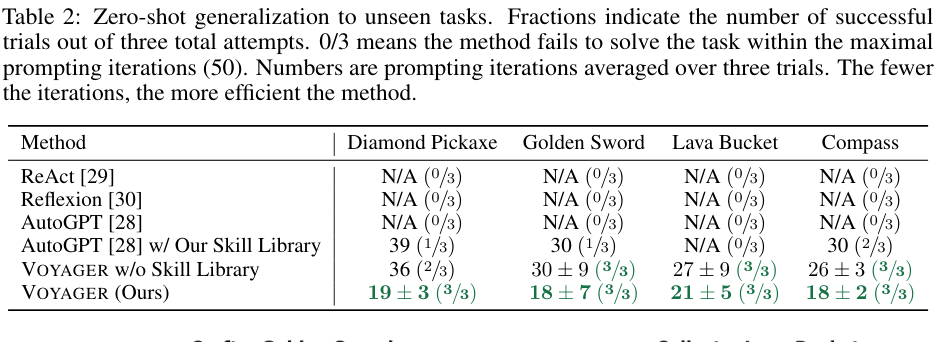 Table 2: Zero-shot generalization to unseen tasks. Fractions indicate the number of successful
trials out of three total attempts. 0/3 means the method fails to solve the task within the maximal
prompting iterations (50). Numbers are prompting iterations averaged over three trials. The fewer
the iterations, the more efficient the method.
Method Diamond Pickaxe Golden Sword Lava Bucket Compass
ReAct [29] N/A (0/3) N/A (0/3) N/A (0/3) N/A (0/3)
Reflexion [30] N/A (0/3) N/A (0/3) N/A (0/3) N/A (0/3)
AutoGPT [28] N/A (0/3) N/A (0/3) N/A (0/3) N/A (0/3)
AutoGPT [28] w/ Our Skill Library 39 (1/3) 30 (1/3) N/A (0/3) 30 (2/3)
VOYAGER w/o Skill Library 36 (2/3) 30 ± 9 (3/3) 27 ± 9 (3/3) 26 ± 3 (3/3)
VOYAGER (Ours) 19 ± 3 (3/3) 18 ± 7 (3/3) 21 ± 5 (3/3) 18 ± 2 (3/3)